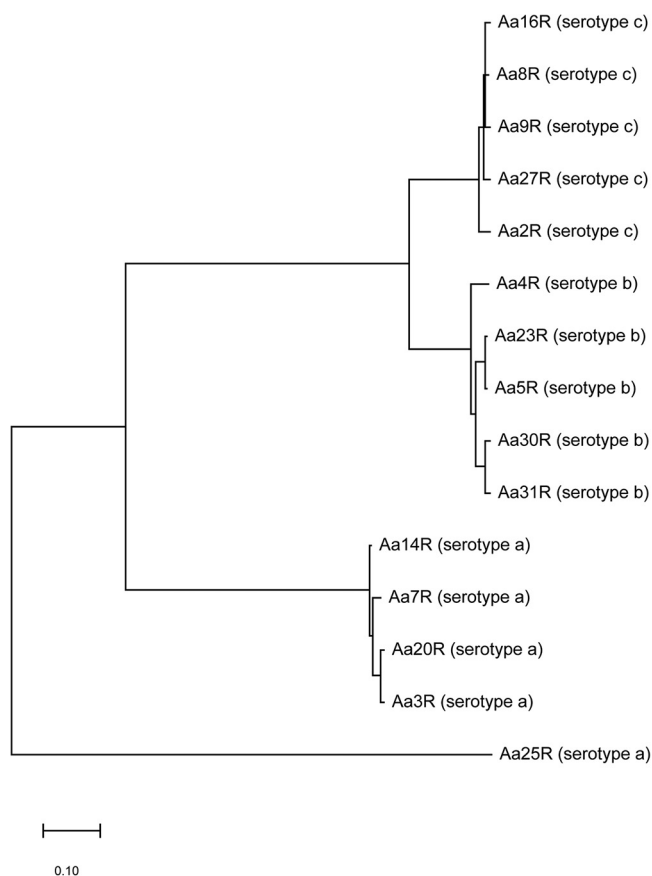 Aa16R (serotype c)
Aa8R (serotype c)
Aa9R (serotype c)
Aa27R (serotype c)
Aa2R (serotype c)
Aa4R (serotype b)
Aa23R (serotype b)
Aa5R (serotype b)
Aa30R (serotype b)
Aa31R (serotype b)
Aa14R (serotype a)
Aa7R (serotype a)
Aa20R (serotype a)
Aa3R (serotype a)
Aa25R (serotype a)
0.10